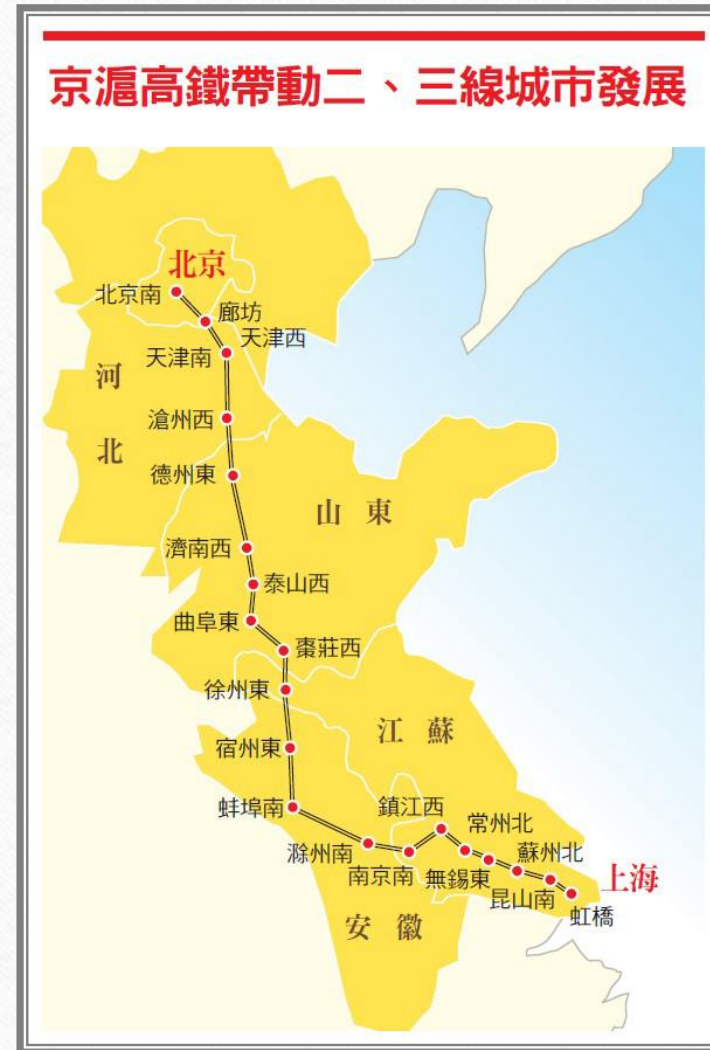 京滬高鐵帶動二、三線城市發展
北京
北京南
廊坊
天津西
天津南
河北
滄州西
德州東
山東
濟南西
泰山西
曲阜東
棗莊西
徐州東
江蘇
宿州東
蚌埠南
鎮江西
常州北
滁州南
蘇州北
南京南
無錫東
上海
昆山南
虹橋
安徽